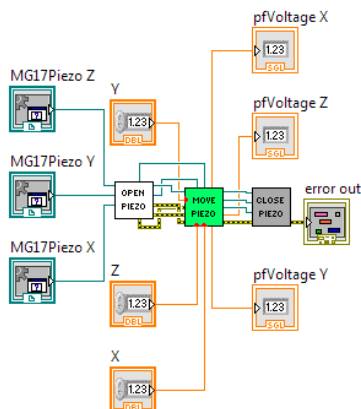 pfVoltage X
1.23
SGL
MG17Piezo Z
?
Y
1.23
DBL
pfVoltage Z
1.23
SGL
MG17Piezo Y
?
OPEN
PIEZO
MOVE
PIEZO
CLOSE
PIEZO
error out
MG17Piezo X
?
Z
1.23
DBL
pfVoltage Y
1.23
SGL
X
1.23
DBL